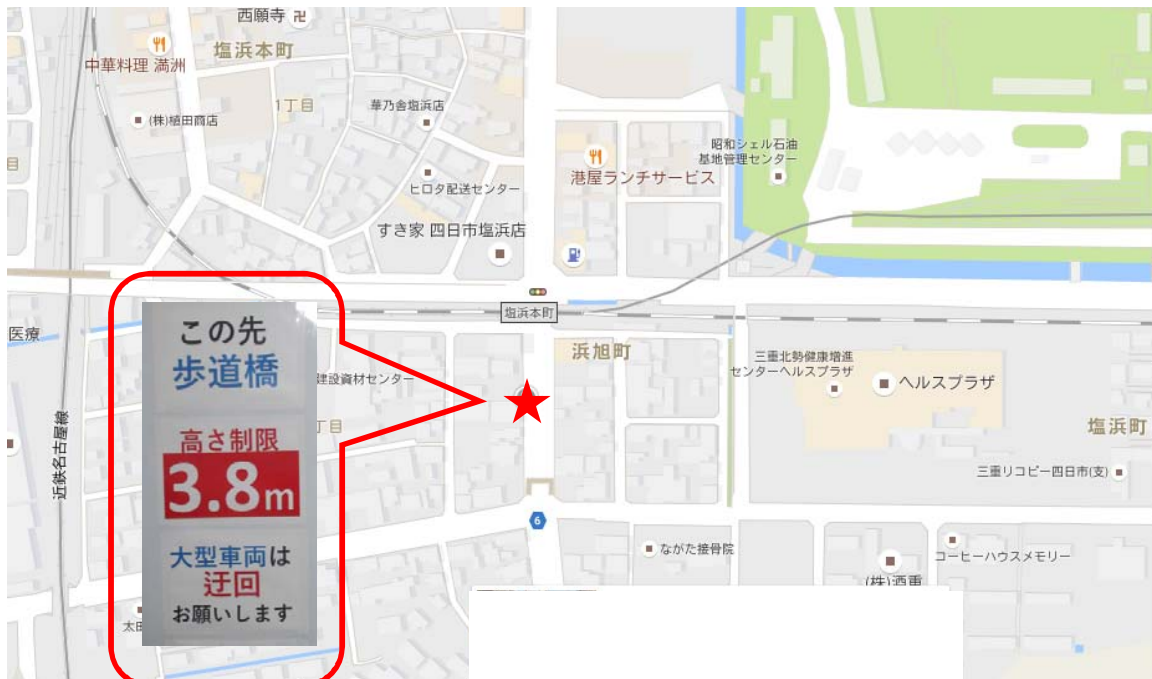 西願寺
塩浜本町
中華料理 満洲
1丁目
(株)植田商店
華乃舎塩浜店
ヒロタ配送センター
すき家 四日市塩浜店
港屋ランチサービス
昭和シェル石油
基地管理センター
目
塩浜本町
浜旭町
医療
建設資材センター
丁目
三重北勢健康増進
センターヘルスプラザ
ヘルスプラザ
塩浜町
三重リコピー四日市(支)
近鉄名古屋線
6
ながた接骨院
コーヒーハウスメモリー
(株)酒重
太田
この先
歩道橋
高さ制限
3.8m
大型車両は
迂回
お願いします